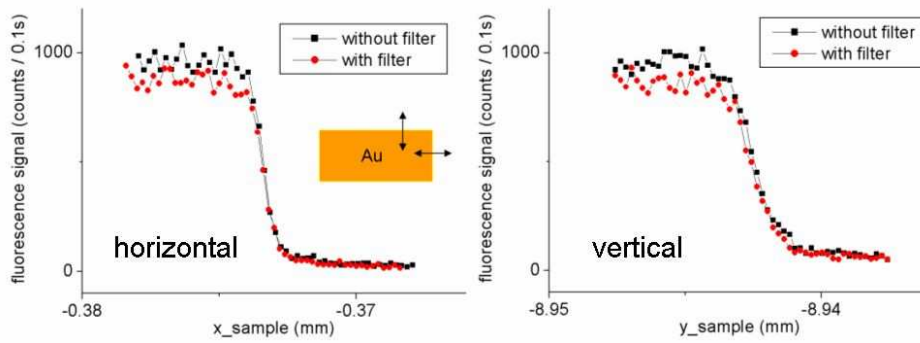 fluorescence signal (counts / 0.1s)
1000
0
without filter
with filter
Au
horizontal
-0.38
-0.37
x_sample (mm)
fluorescence signal (counts / 0.1s)
1000
0
without filter
with filter
vertical
-8.95
-8.94
y_sample (mm)